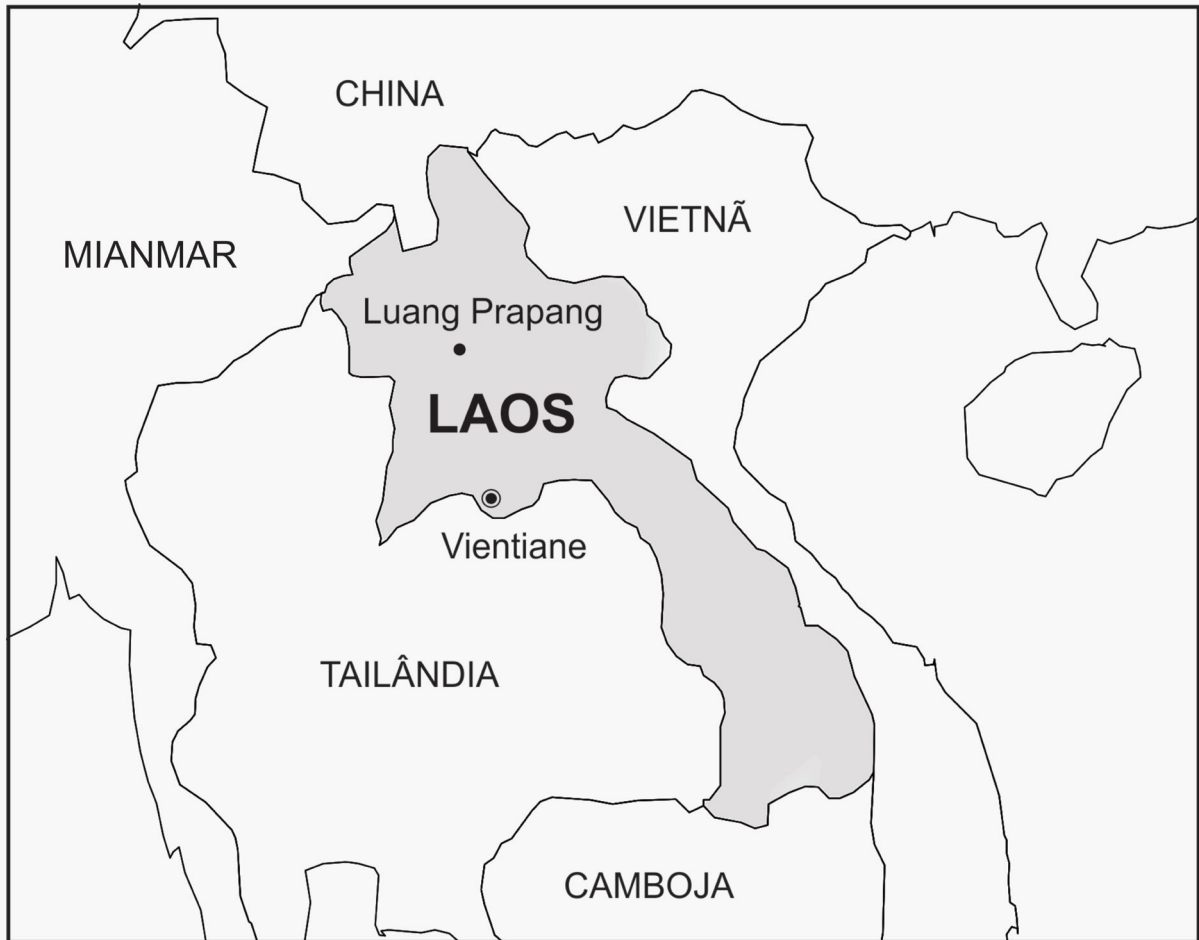 CHINA
VIETNÃ
MIANMAR
Luang Prapang
LAOS
Vientiane
TAILÂNDIA
CAMBOJA